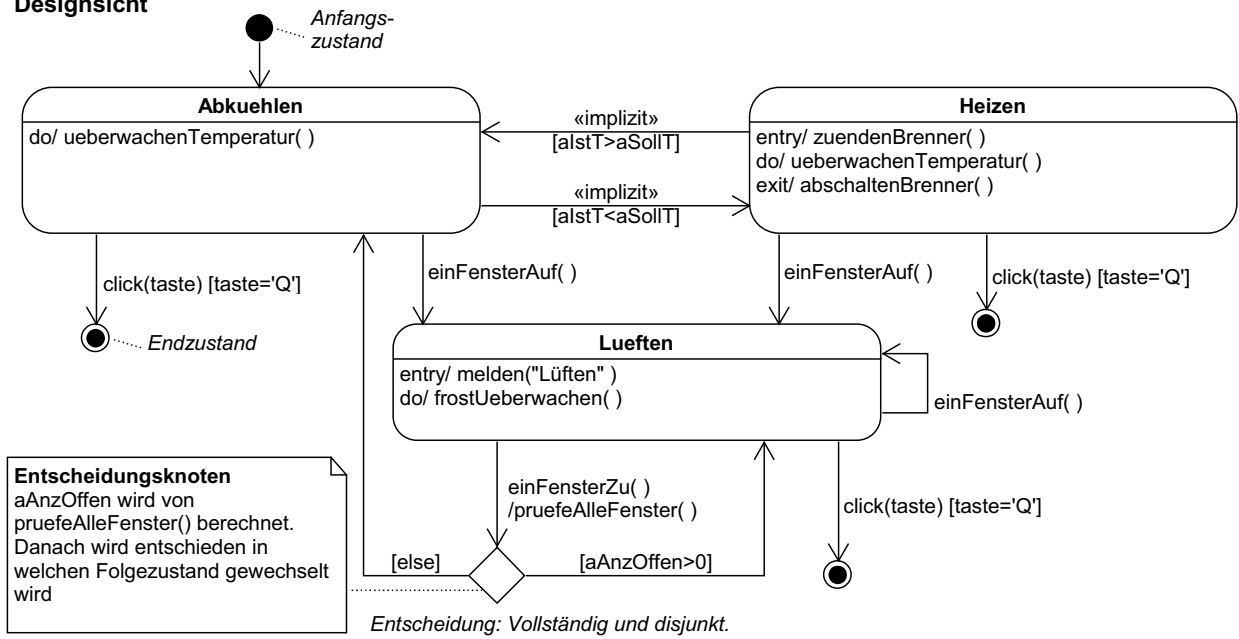 Designsicht
Anfangs-
zustand
Abkuehlen
do/ ueberwachenTemperatur( )
«implizit»
[aIstT>aSollT]
«implizit»
[aIstT<aSollT]
Heizen
entry/ zuendenBrenner( )
do/ ueberwachenTemperatur( )
exit/ abschaltenBrenner( )
click(taste) [taste='Q']
einFensterAuf( )
einFensterAuf( )
click(taste) [taste='Q']
Endzustand
Lueften
entry/ melden("Lüften" )
do/ frostUeberwachen( )
einFensterAuf( )
Entscheidungsknoten
aAnzOffen wird von
pruefeAlleFenster() berechnet.
Danach wird entschieden in
welchen Folgezustand gewechselt
wird
einFensterZu( )
/pruefeAlleFenster( )
click(taste) [taste='Q']
[else]
[aAnzOffen>0]
Entscheidung: Vollständig und disjunkt.